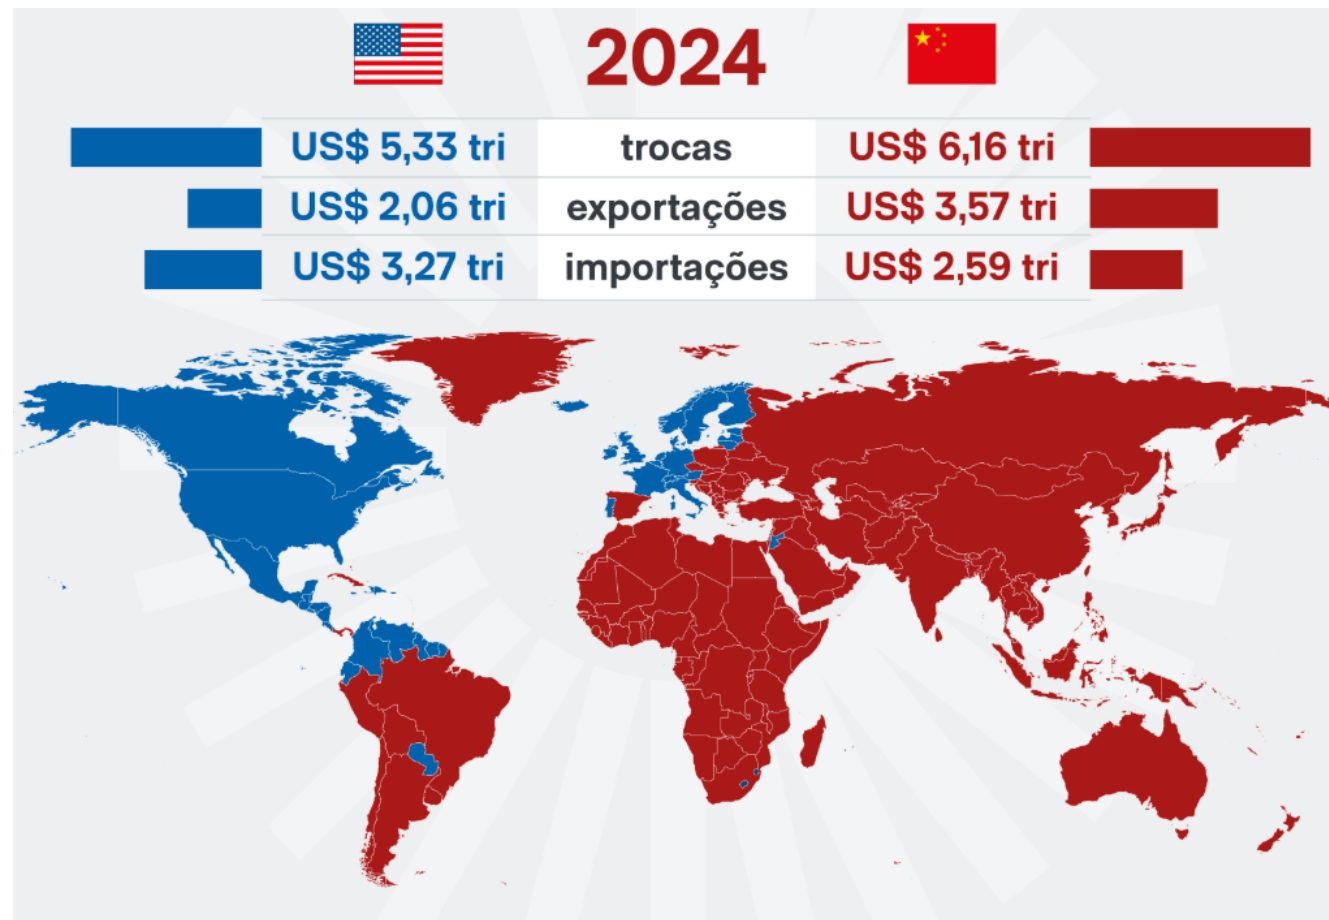 2024
US$ 5,33 tri trocas US$ 6,16 tri
US$ 2,06 tri exportações US$ 3,57 tri
US$ 3,27 tri importações US$ 2,59 tri